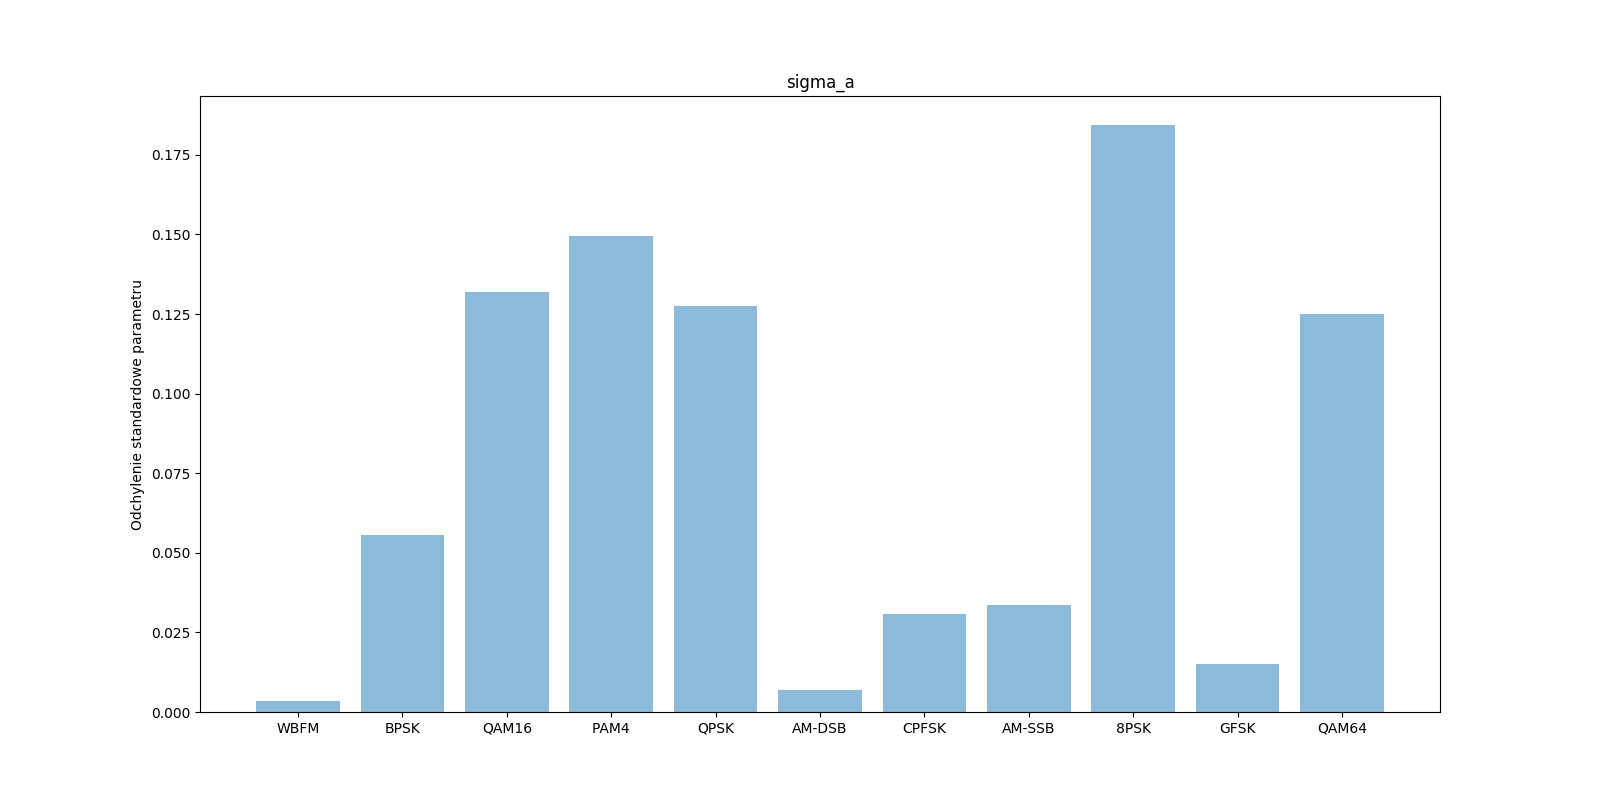 sigma_a
Odchylenie standardowe parametru
0.175
0.150
0.125
0.100
0.075
0.050
0.025
0.000
WBFM BPSK QAM16 PAM4 QPSK AM-DSB CPFSK AM-SSB 8PSK GFSK QAM64